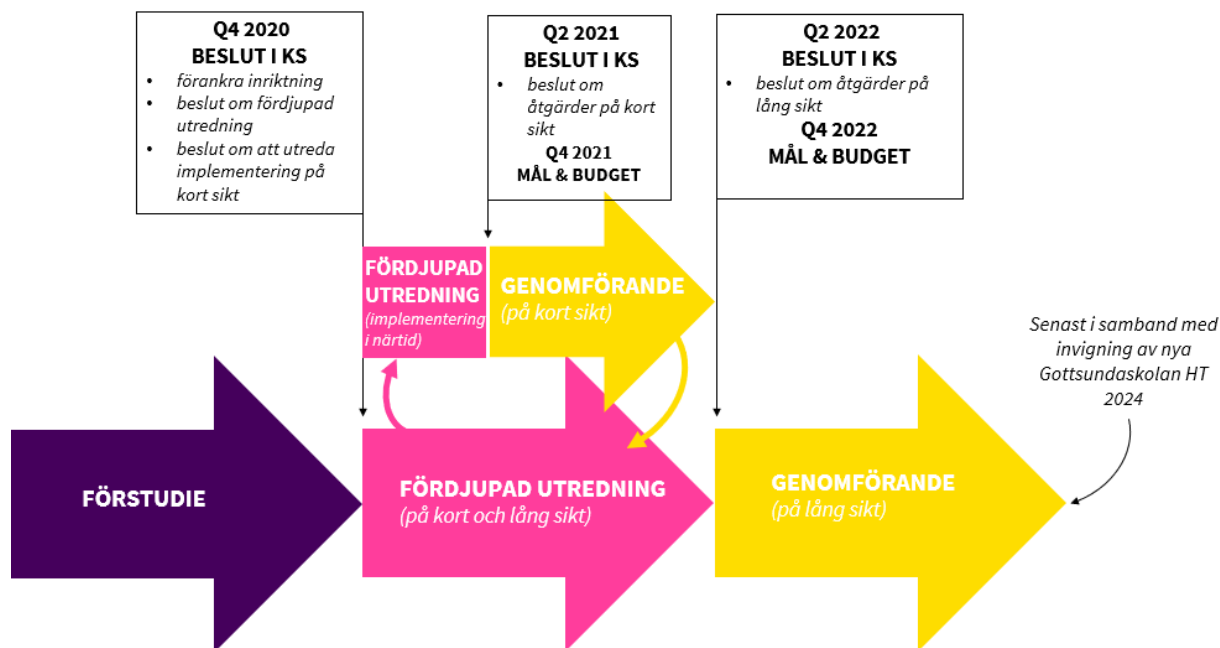 Q4 2020
BESLUT I KS
• förankra inriktning
• beslut om fördjupad
utredning
• beslut om att utreda
implementering på
kort sikt
Q2 2021
BESLUT I KS
• beslut om
åtgärder på kort
sikt
Q4 2021
MÅL & BUDGET
Q2 2022
BESLUT I KS
• beslut om åtgärder på
lång sikt
Q4 2022
MÅL & BUDGET
FÖRDJUPAD
UTREDNING
(implementering
i närtid)
GENOMFÖRANDE
(på kort sikt)
Senast i samband med
invigning av nya
Gottsundaskolan HT
2024
FÖRSTUDIE
FÖRDJUPAD UTREDNING
(på kort och lång sikt)
GENOMFÖRANDE
(på lång sikt)